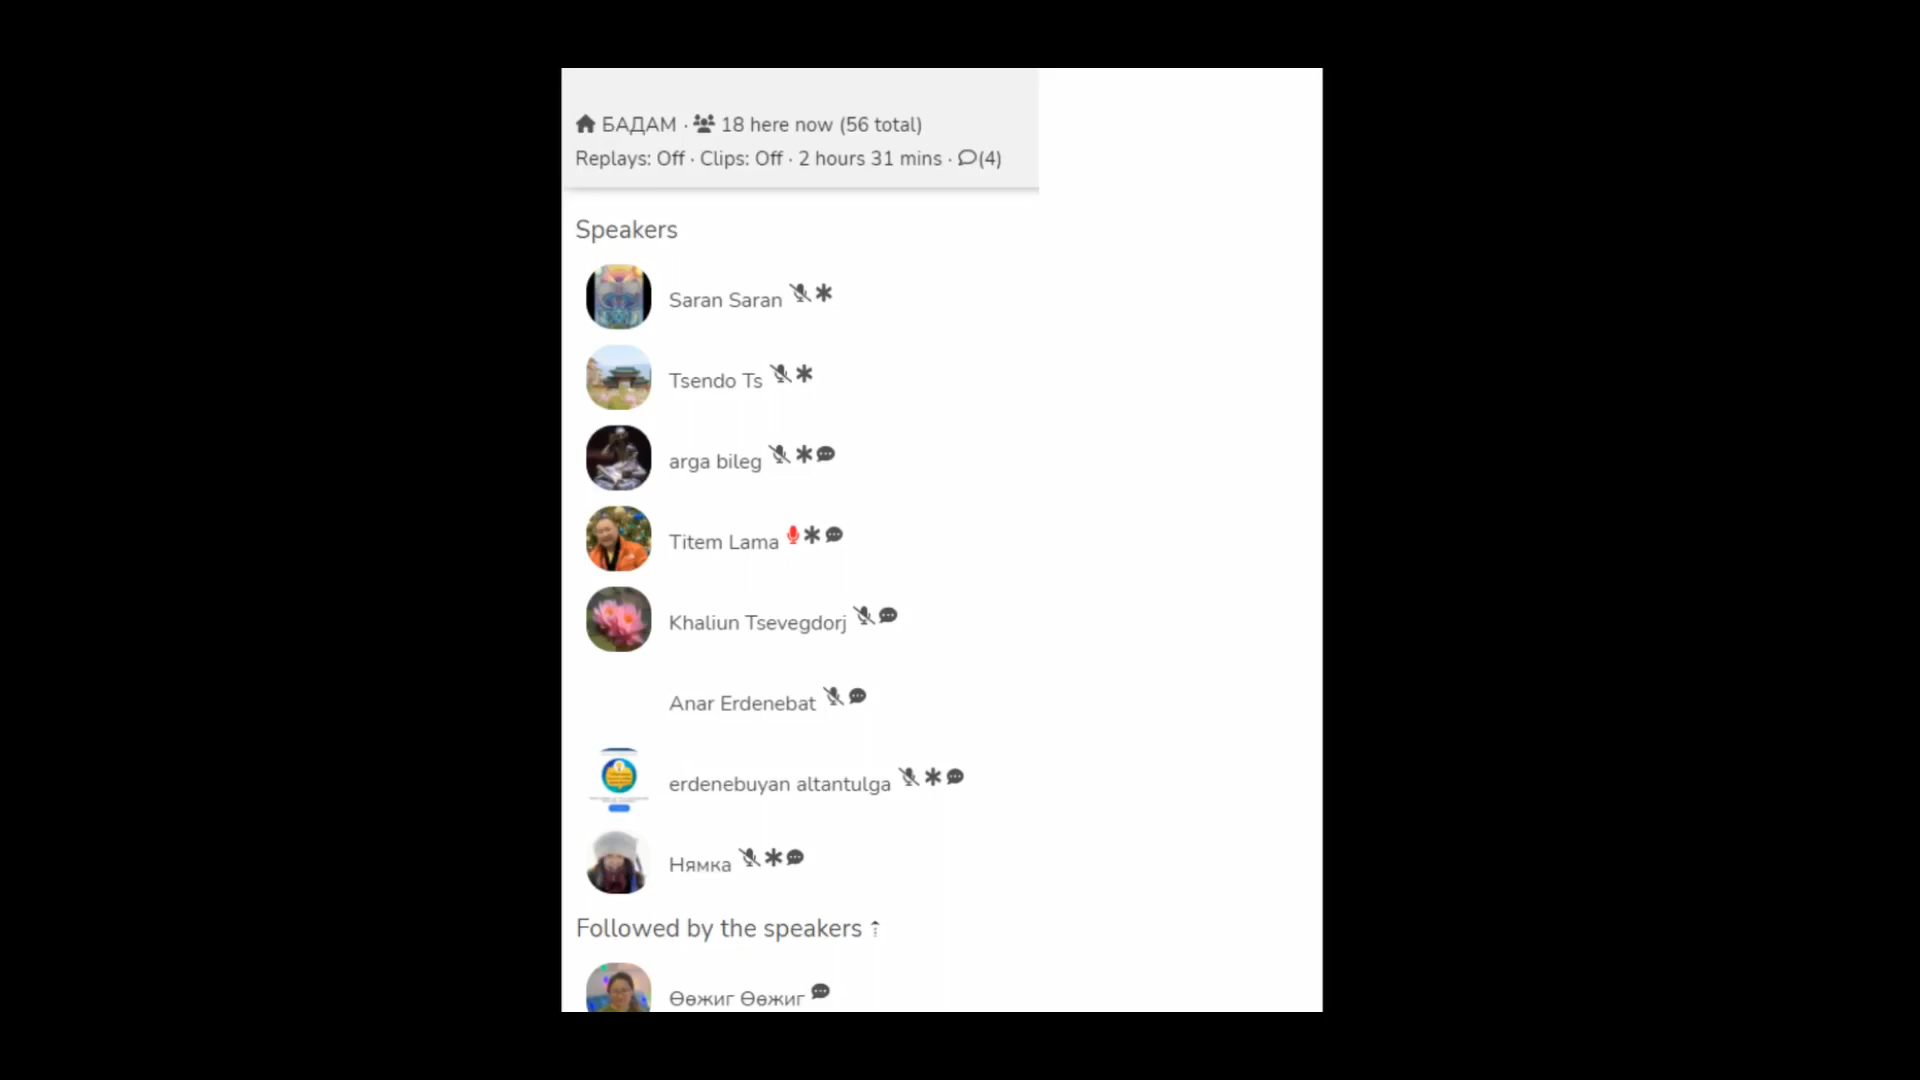 БАДАМ · 18 here now (56 total)
Replays: Off · Clips: Off · 2 hours 31 mins · (4)
Speakers
Saran Saran
Tsendo Ts
arga bileg
Titem Lama
Khaliun Tsevegdorj
Anar Erdenebat
erdenebuyan altantulga
Нямка
Followed by the speakers
Өөжиг Өөжиг